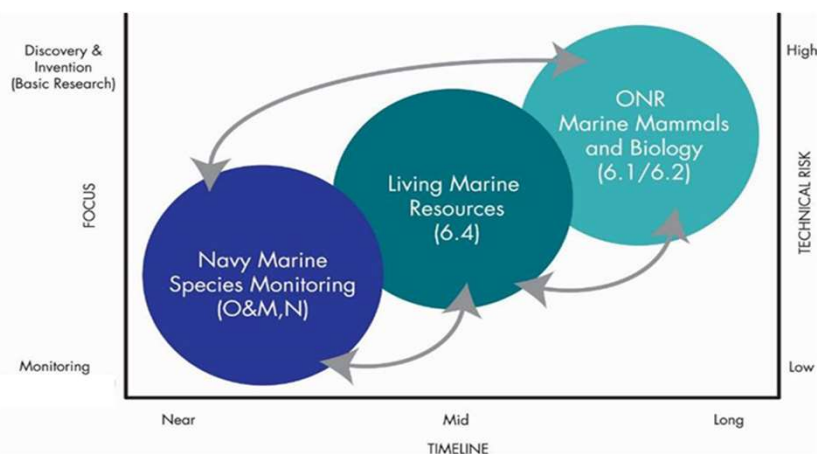 Discovery &
Invention
(Basic Research)
FOCUS
Monitoring
High
TECHNICAL RISK
Low
ONR
Marine Mammals
and Biology
(6.1/6.2)
Living Marine
Resources
(6.4)
Navy Marine
Species Monitoring
(O&M,N)
Near
Mid
Long
TIMELINE